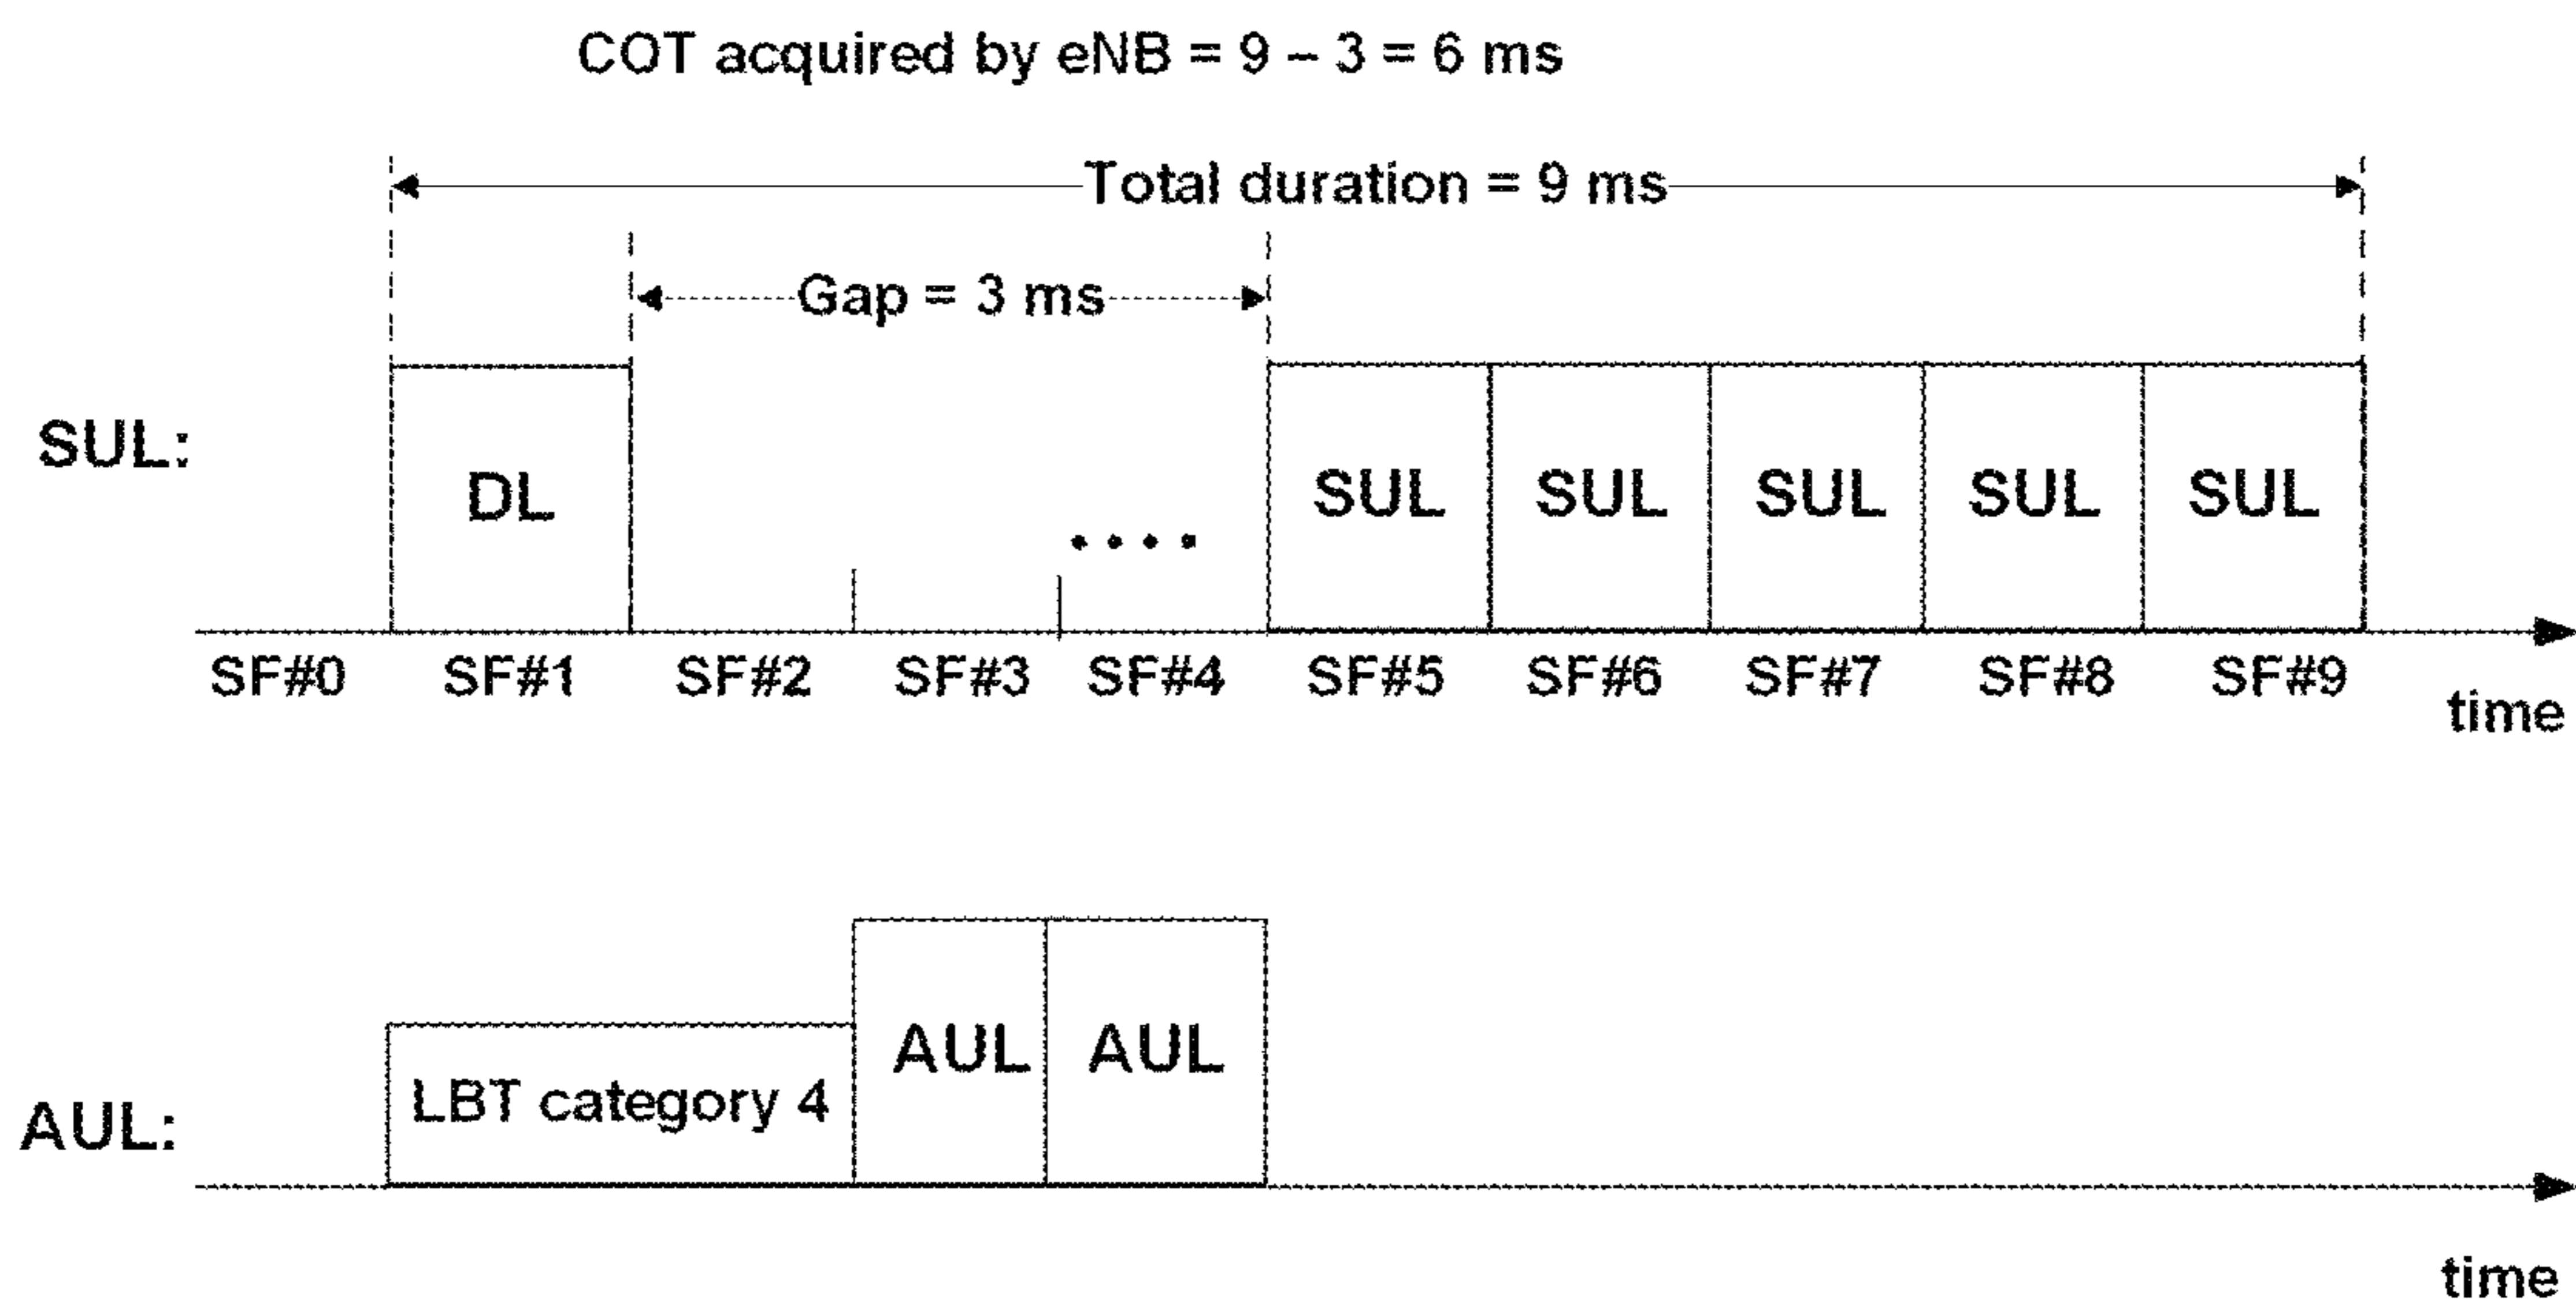 COT acquired by eNB = 9 – 3 = 6 ms
Total duration = 9 ms
Gap = 3 ms
SUL:
DL
....
SUL SUL SUL SUL SUL
SF#0 SF#1 SF#2 SF#3 SF#4 SF#5 SF#6 SF#7 SF#8 SF#9
time
AUL:
LBT category 4
AUL AUL
time